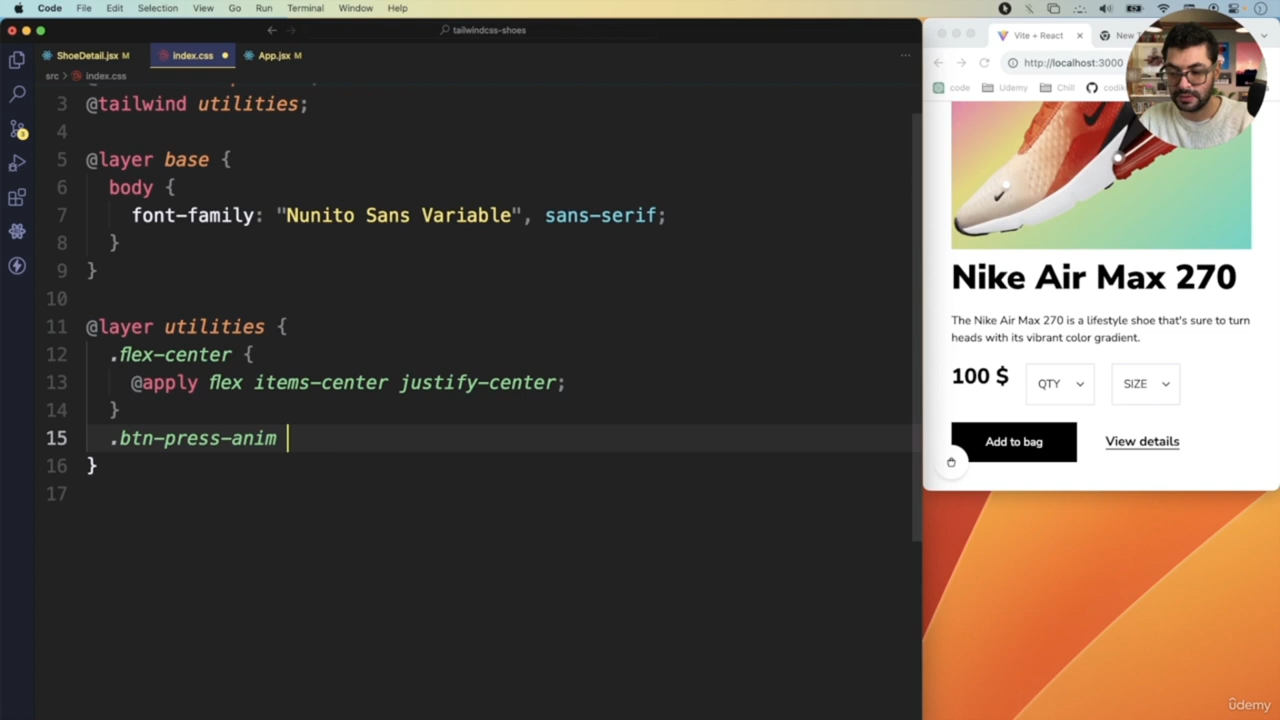 Code File Edit Selection View Go Run Terminal Window Help
tailwindcss-shoes
ShoeDetail.jsx M index.css App.jsx M
src > index.css
3 @tailwind utilities;
4
5 @layer base {
6 body {
7 font-family: "Nunito Sans Variable", sans-serif;
8 }
9 }
10
11 @layer utilities {
12 .flex-center {
13 @apply flex items-center justify-center;
14 }
15 .btn-press-anim
16 }
17
Vite + React
New
http://localhost:3000
code Udemy Chill
Nike Air Max 270
The Nike Air Max 270 is a lifestyle shoe that's sure to turn
heads with its vibrant color gradient.
100 $ QTY SIZE
Add to bag View details
ûdemy